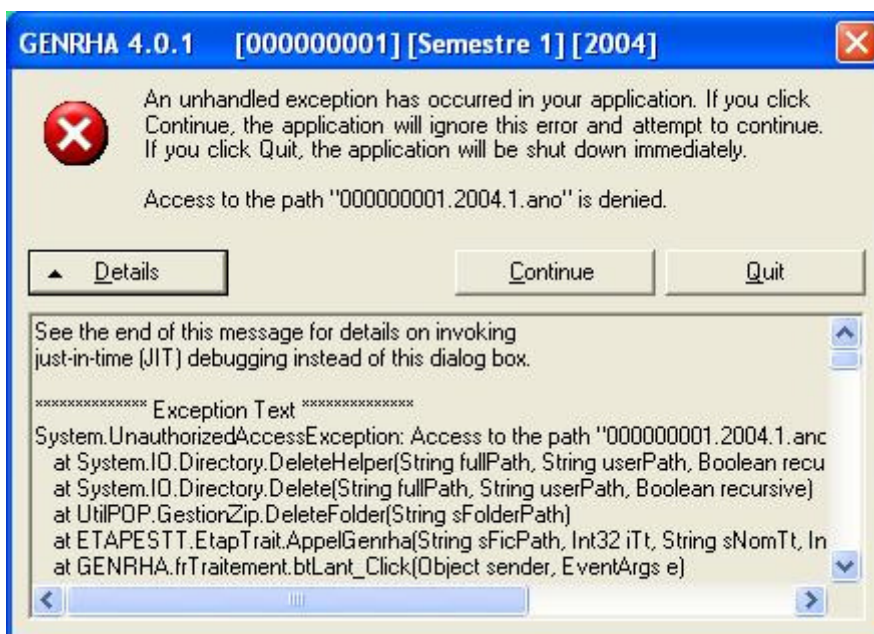 GENRHA 4.0.1 [000000001] [Semestre 1] [2004]
An unhandled exception has occurred in your application. If you click
Continue, the application will ignore this error and attempt to continue.
If you click Quit, the application will be shut down immediately.
Access to the path "000000001.2004.1.ano" is denied.
Details
Continue
Quit
See the end of this message for details on invoking
just-in-time (JIT) debugging instead of this dialog box.
************** Exception Text **************
System.UnauthorizedAccessException: Access to the path "000000001.2004.1.anc
at System.IO.Directory.DeleteHelper(String fullPath, String userPath, Boolean recu
at System.IO.Directory.Delete(String fullPath, String userPath, Boolean recursive)
at UtilPOP.GestionZip.DeleteFolder(String sFolderPath)
at ETAPESTT.EtapTrait.AppelGenrha(String sFicPath, Int32 iTt, String sNomTt, In
at GENRHA.frTraitement.btLant_Click(Object sender, EventArgs e)